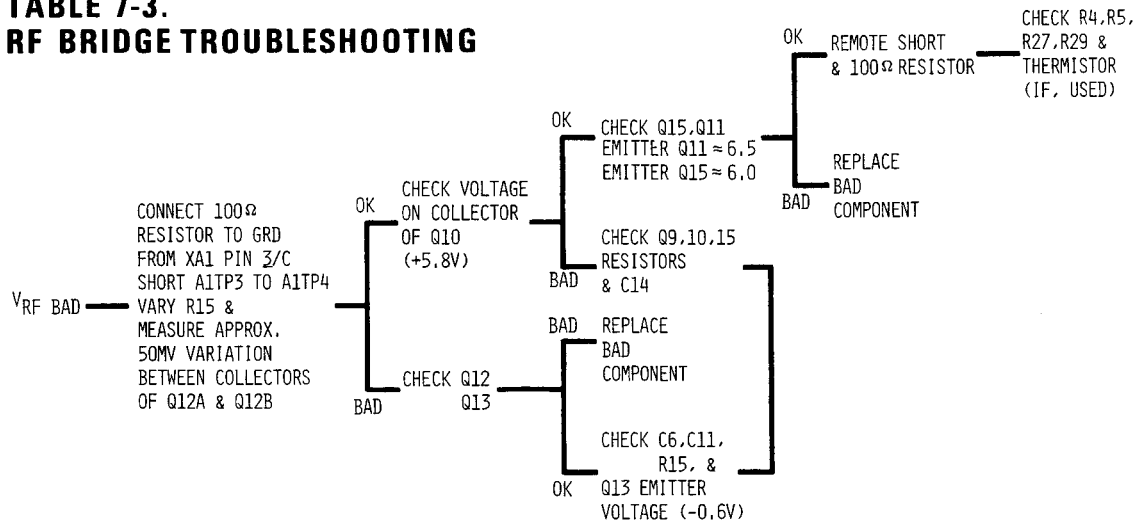 TABLE 7-3.
RF BRIDGE TROUBLESHOOTING
VRF BAD
CONNECT 100Ω
RESISTOR TO GRD
FROM XA1 PIN 3/C
SHORT A1TP3 TO A1TP4
VARY R15 &
MEASURE APPROX.
50MV VARIATION
BETWEEN COLLECTORS
OF Q12A & Q12B
OK
CHECK VOLTAGE
ON COLLECTOR
OF Q10
(+5.8V)
BAD
CHECK Q12
Q13
OK
CHECK Q15,Q11
EMITTER Q11≈6.5
EMITTER Q15≈6.0
BAD
CHECK Q9,10,15
RESISTORS
& C14
BAD
REPLACE
BAD
COMPONENT
OK
CHECK C6,C11,
R15, &
Q13 EMITTER
VOLTAGE (-0.6V)
OK
REMOTE SHORT
& 100Ω RESISTOR
BAD
REPLACE
BAD
COMPONENT
CHECK R4,R5,
R27,R29 &
THERMISTOR
(IF, USED)